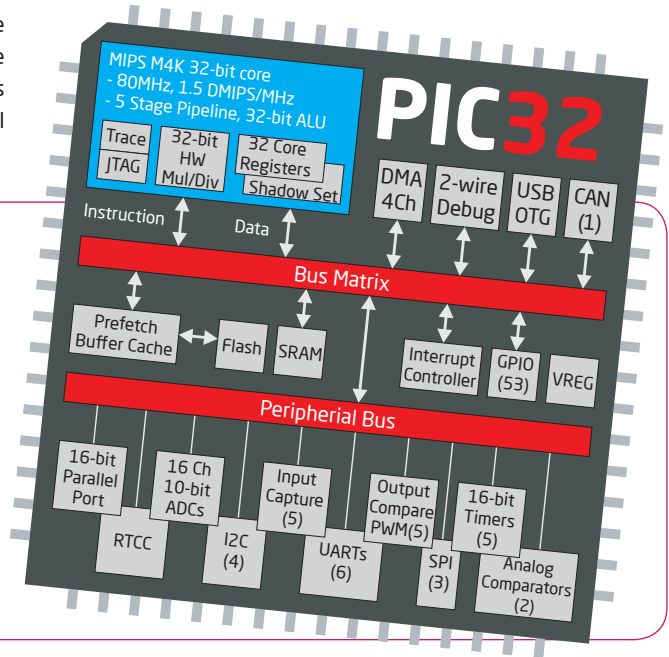 e
e
s
l
MIPS M4K 32-bit core
- 80MHz, 1.5 DMIPS/MHz
- 5 Stage Pipeline, 32-bit ALU
Trace
JTAG
32-bit
HW
Mul/Div
32 Core
Registers
Shadow Set
PIC32
DMA
4Ch
2-wire
Debug
USB
OTG
CAN
(1)
Instruction
Data
Bus Matrix
Prefetch
Buffer Cache
Flash
SRAM
Interrupt
Controller
GPIO
(53)
VREG
Peripherial Bus
16-bit
Parallel
Port
RTCC
16 Ch
10-bit
ADCs
I2C
(4)
Input
Capture
(5)
UARTs
(6)
Output
Compare
PWM(5)
SPI
(3)
16-bit
Timers
(5)
Analog
Comparators
(2)